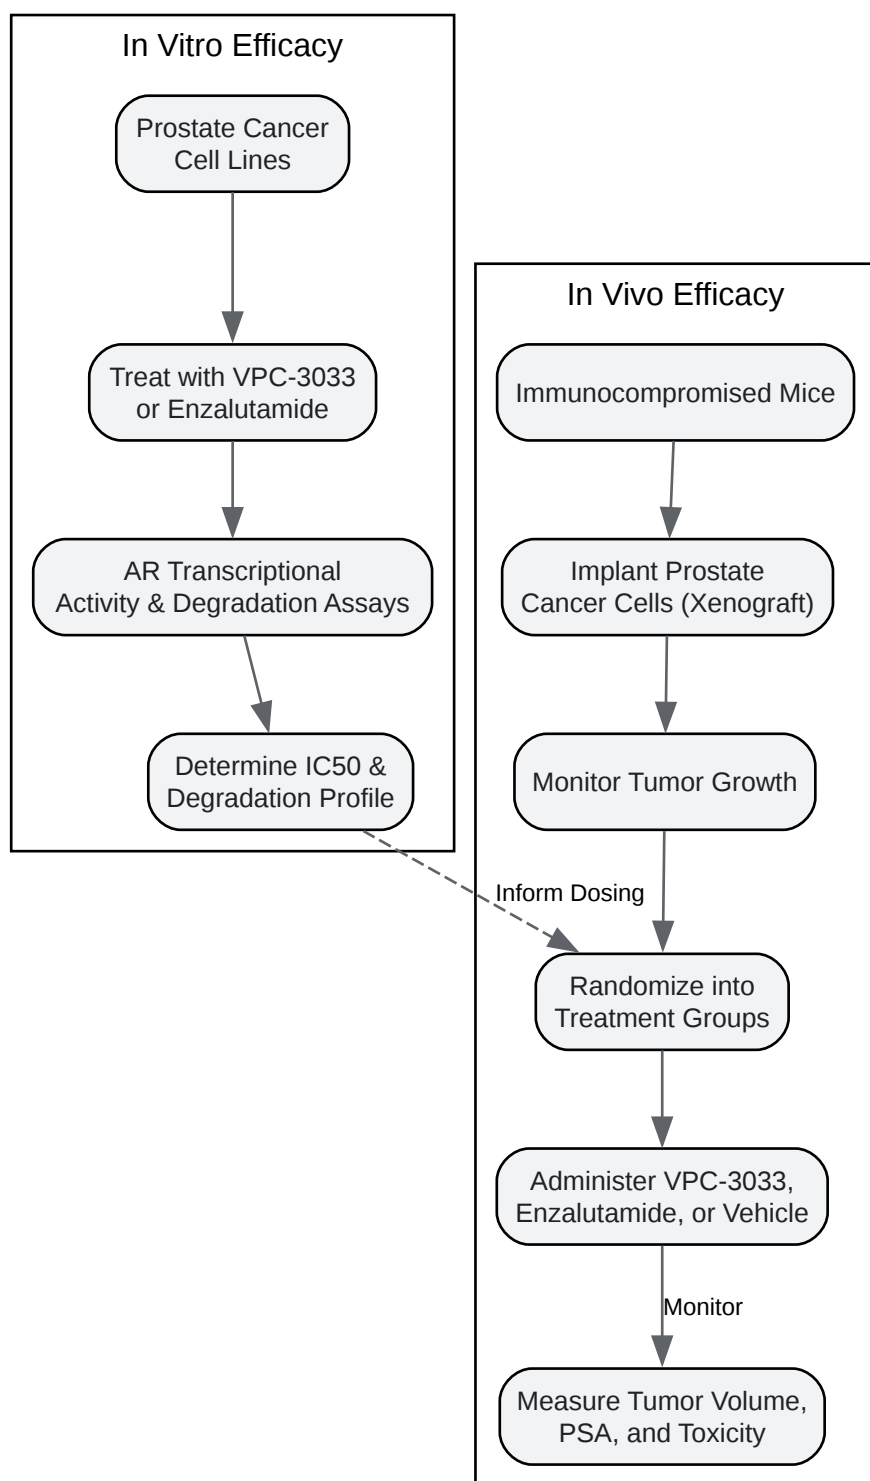 In Vitro Efficacy
Prostate Cancer
Cell Lines
Treat with VPC-3033
or Enzalutamide
AR Transcriptional
Activity & Degradation Assays
Determine IC50 &
Degradation Profile
In Vivo Efficacy
Immunocompromised Mice
Implant Prostate
Cancer Cells (Xenograft)
Monitor Tumor Growth
Inform Dosing
Randomize into
Treatment Groups
Administer VPC-3033,
Enzalutamide, or Vehicle
Monitor
Measure Tumor Volume,
PSA, and Toxicity